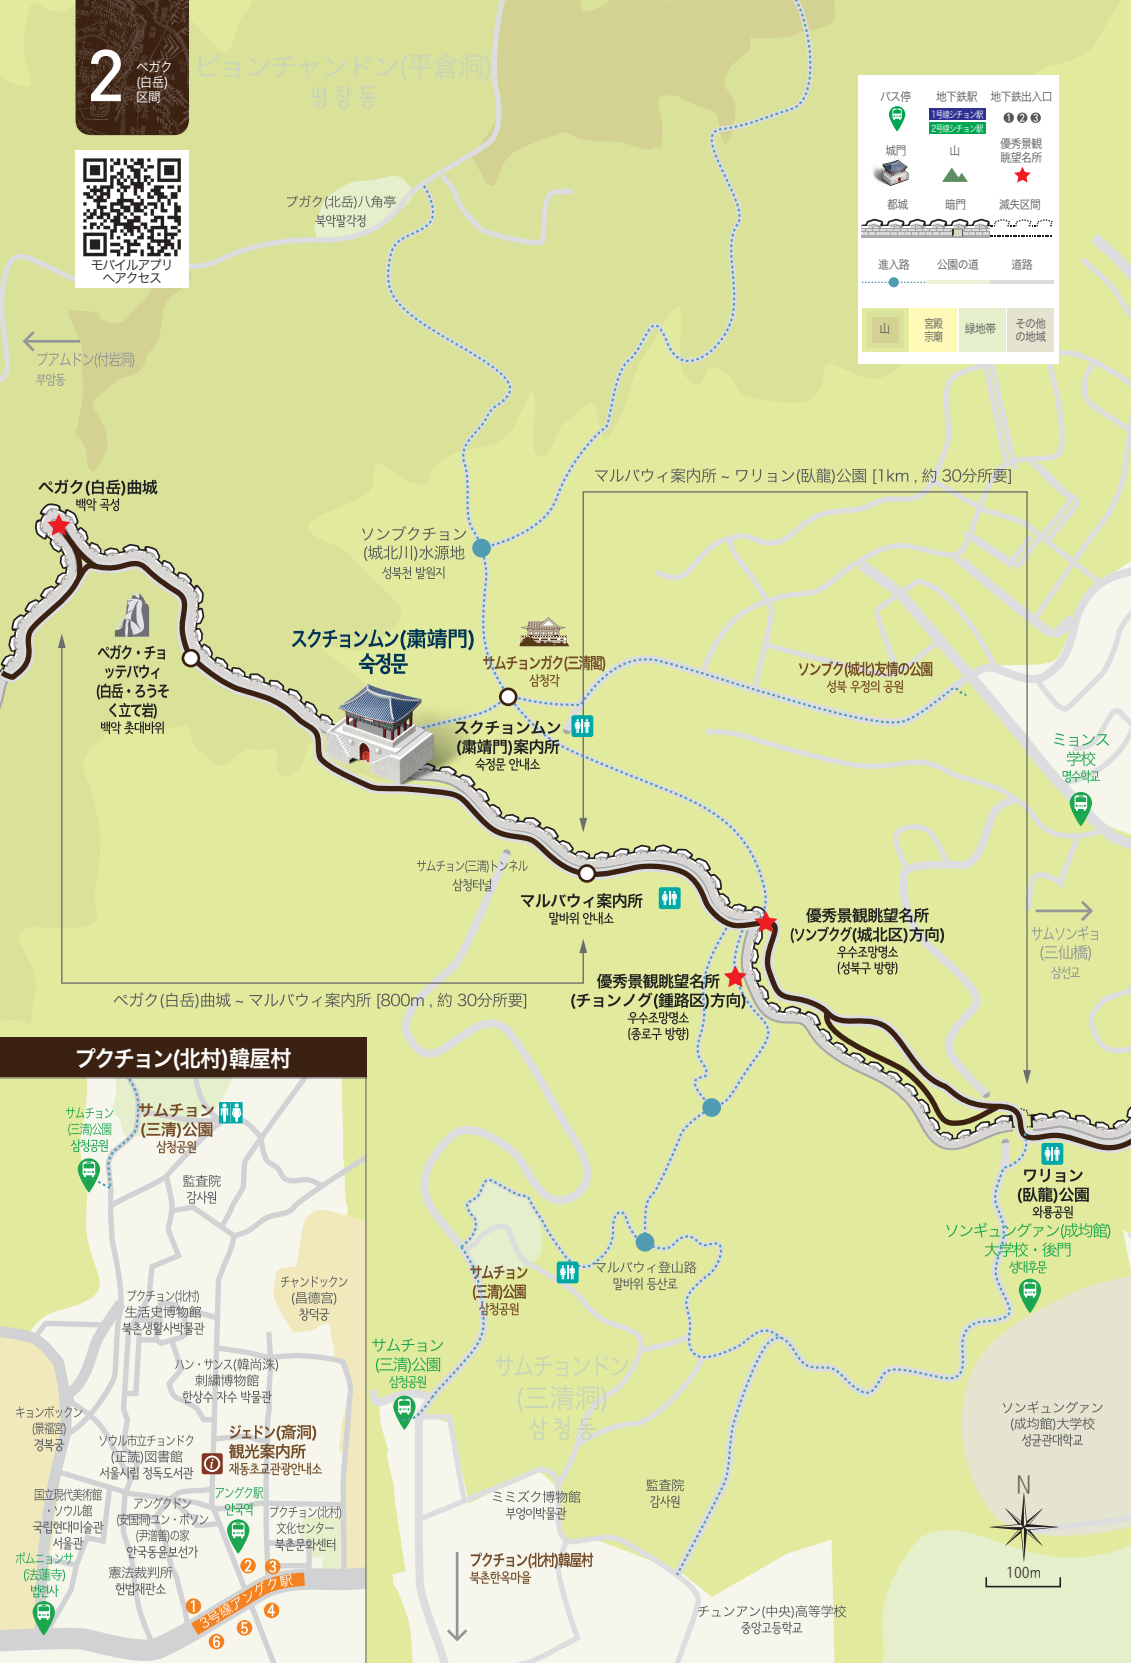 2
ペガク
(白岳)
区間
モバイルアプリ
へアクセス
ピョンチャンドン(平倉洞)
평창동
バス停
地下鉄駅
地下鉄出入口
1号線シチョン駅
2号線シチョン駅
❶ ❷ ❸
城門
山
優秀景観
眺望名所
都城
暗門
滅失区間
進入路
公園の道
道路
山
宮殿
宗廟
緑地帯
その他
の地域
プガク(北岳)八角亭
북악팔각정
プアムドン(付岩洞)
부암동
ペガク(白岳)曲城
백악 곡성
マルバウィ案内所 ~ ワリョン(臥龍)公園 [1km , 約 30分所要]
ソンブクチョン
(城北川)水源地
성북천 발원지
ペガク・チョ
ッテバウィ
(白岳・ろうそ
く立て岩)
백악 촛대바위
スクチョンムン(粛靖門)
숙정문
サムチョンガク(三清閣)
삼청각
ソンブク(城北)友情の公園
성북 우정의 공원
スクチョンムン
(粛靖門)案内所
숙정문 안내소
ミョンス
学校
명수학교
サムチョン(三清)トンネル
삼청터널
マルバウィ案内所
말바위 안내소
優秀景観眺望名所
(ソンブクグ(城北区)方向)
우수조망명소
(성북구 방향)
サムソンギョ
(三仙橋)
삼선교
優秀景観眺望名所
(チョンノグ(鍾路区)方向)
우수조망명소
(종로구 방향)
ペガク(白岳)曲城 ~ マルバウィ案内所 [800m , 約 30分所要]
プクチョン(北村)韓屋村
サムチョン
(三清)公園
삼청공원
サムチョン
(三清)公園
삼청공원
監査院
감사원
チャンドックン
(昌德宮)
창덕궁
プクチョン(北村)
生活史博物館
북촌생활사박물관
ハン・サンス(韓尚洙)
刺繍博物館
한상수 자수 박물관
キョンボックン
(景福宮)
경복궁
ソウル市立チョンドク
(正読)図書館
서울시립 정독도서관
ジェドン(斎洞)
観光案内所
재동초교관광안내소
国立現代美術館
・ソウル館
국립현대미술관
서울관
アングクドン
(安国洞)ユン・ボソン
(尹潽善)の家
안국동윤보선가
アングク駅
안국역
プクチョン(北村)
文化センター
북촌문화센터
ポムニョンサ
(法蓮寺)
법련사
憲法裁判所
헌법재판소
3号線アングク駅
❶
❷
❸
❹
❺
❻
ワリョン
(臥龍)公園
와룡공원
ソンギュングァン(成均館)
大学校・後門
성대후문
サムチョン
(三清)公園
삼청공원
マルバウィ登山路
말바위 등산로
サムチョン
(三清)公園
삼청공원
サムチョンドン
(三清洞)
삼청동
ソンギュングァン
(成均館)大学校
성균관대학교
ミミズク博物館
부엉이박물관
監査院
감사원
プクチョン(北村)韓屋村
북촌한옥마을
チュンアン(中央)高等学校
중앙고등학교
N
100m